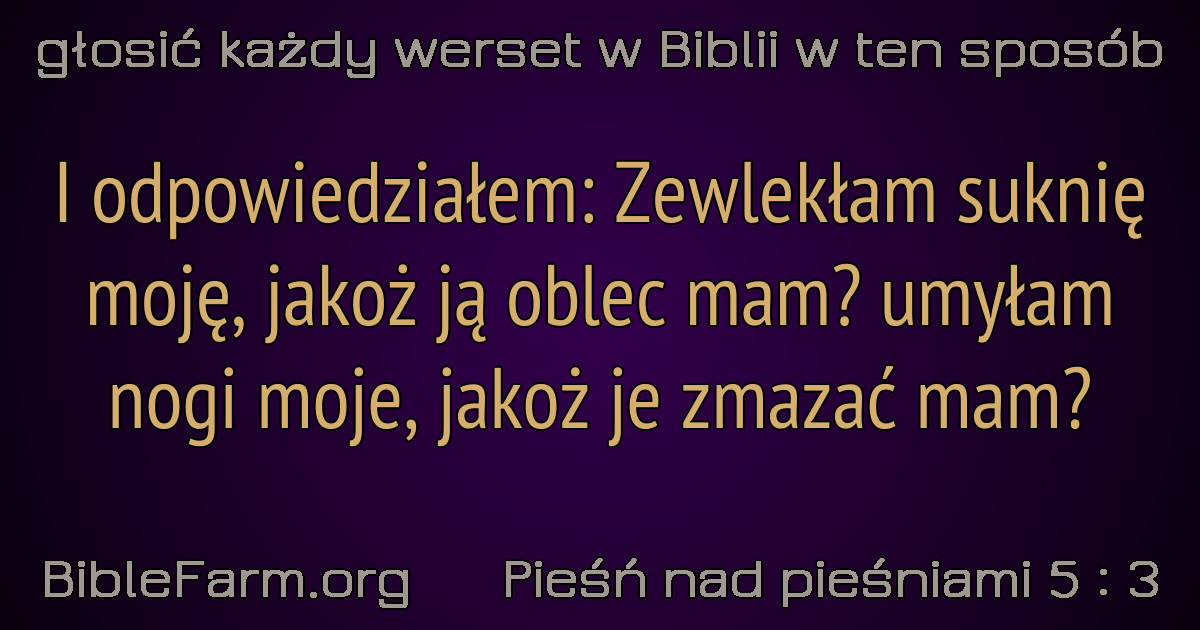 głosić każdy werset w Biblii w ten sposób
I odpowiedziałem: Zewlekłam suknię
moję, jakoż ją oblec mam? umyłam
nogi moje, jakoż je zmazać mam?
BibleFarm.org Pieśń nad pieśniami 5 : 3